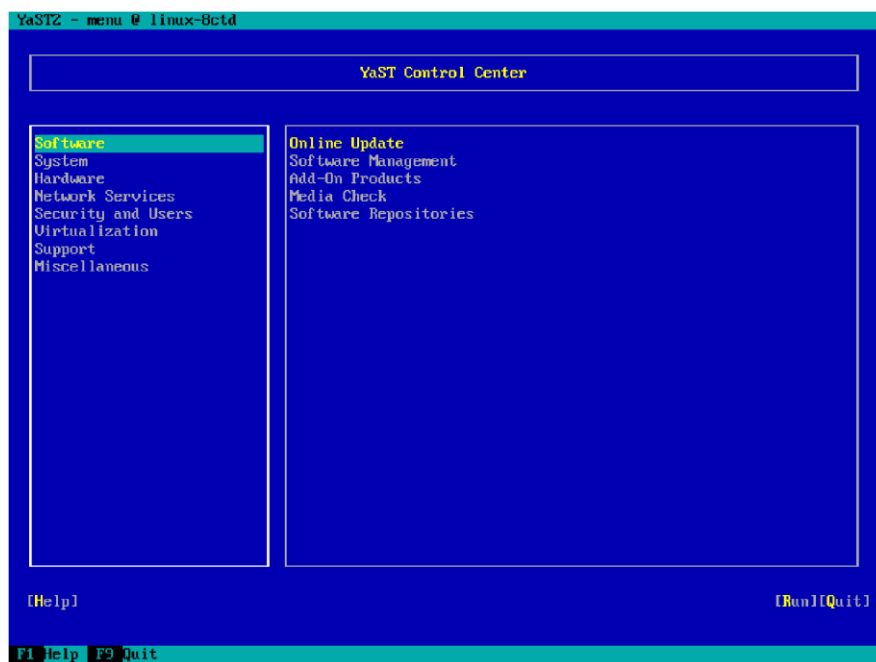 YaST2 - menu @ linux-8ctd
YaST Control Center
Software
System
Hardware
Network Services
Security and Users
Virtualization
Support
Miscellaneous
Online Update
Software Management
Add-On Products
Media Check
Software Repositories
[Help] [Run][Quit]
F1 Help F9 Quit